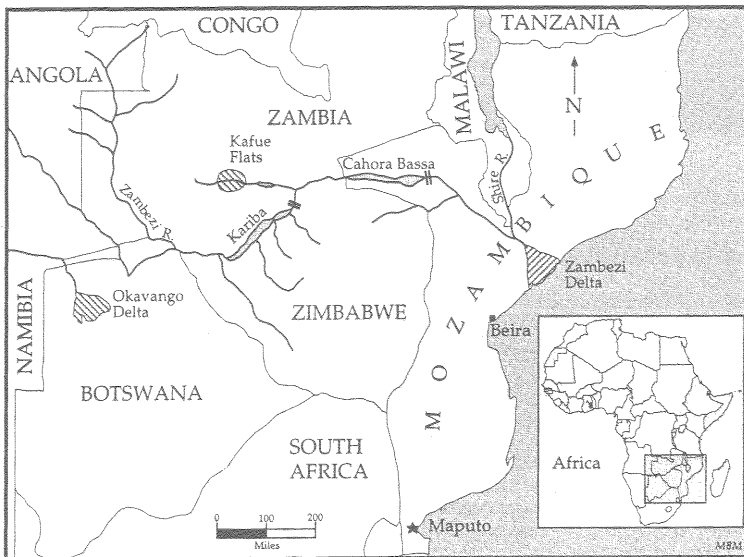 CONGO
TANZANIA
ANGOLA
MALAWI
N
ZAMBIA
Kafue
Flats
Cahora Bassa
Shire R.
Zambezi R.
Kariba
MOZAMBIQUE
Zambezi
Delta
NAMIBIA
Okavango
Delta
ZIMBABWE
Beira
BOTSWANA
SOUTH
AFRICA
Africa
0 100 200
Miles
Maputo
MBM